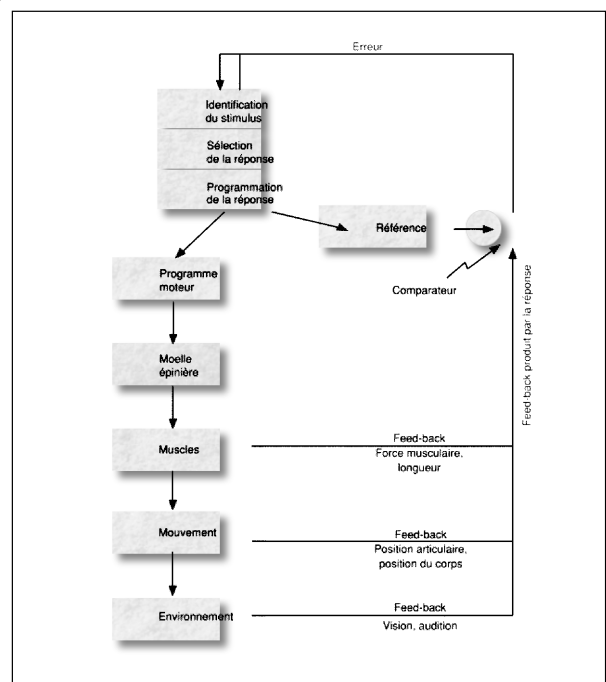 Erreur
Identification
du stimulus
Sélection
de la réponse
Programmation
de la réponse
Référence
Comparateur
Programme
moteur
Moelle
épinière
Muscles
Feed-back
Force musculaire,
longueur
Mouvement
Feed-back
Position articulaire,
position du corps
Environnement
Feed-back
Vision, audition
Feed-back produit par la réponse